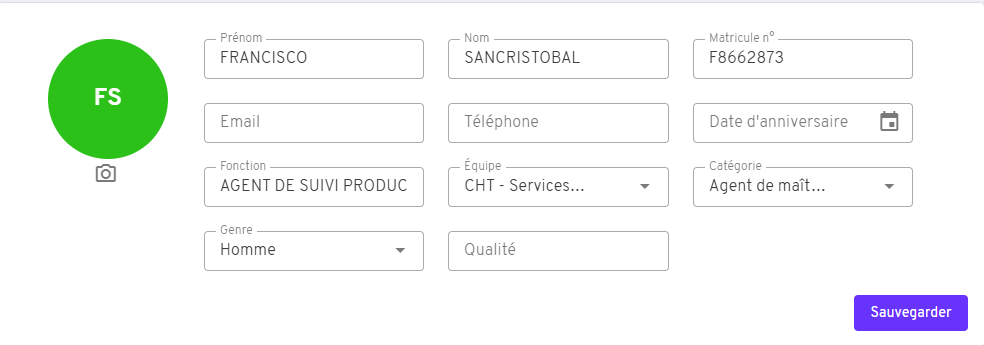 FS
Prénom
FRANCISCO
Nom
SANCRISTOBAL
Matricule n°
F8662873
Email
Téléphone
Date d'anniversaire
Fonction
AGENT DE SUIVI PRODUC
Équipe
CHT - Services...
Catégorie
Agent de maît...
Genre
Homme
Qualité
Sauvegarder